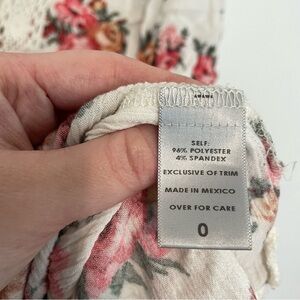 SELF:
96% POLYESTER
4% SPANDEX
EXCLUSIVE OF TRIM
MADE IN MEXICO
OVER FOR CARE
0